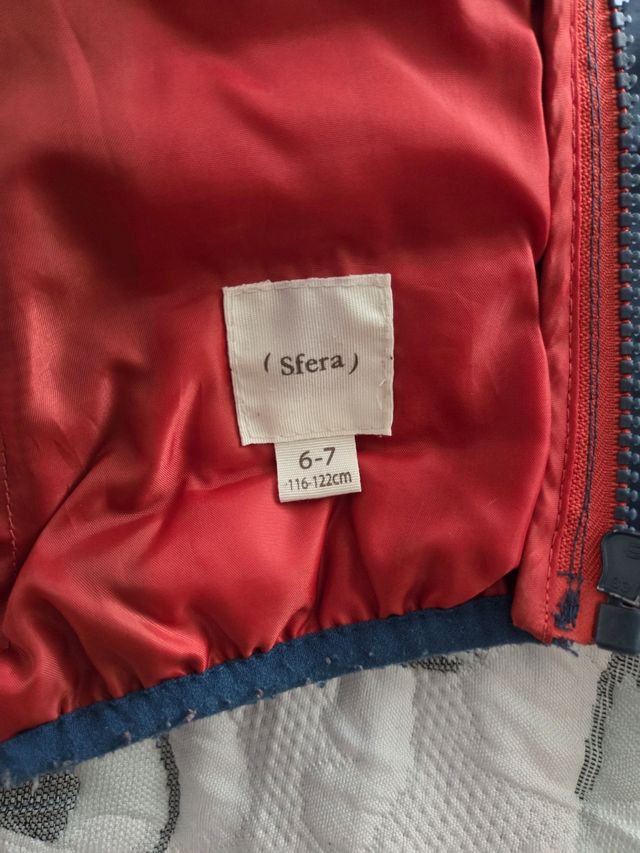 ( Sfera )
6-7
116-122cm